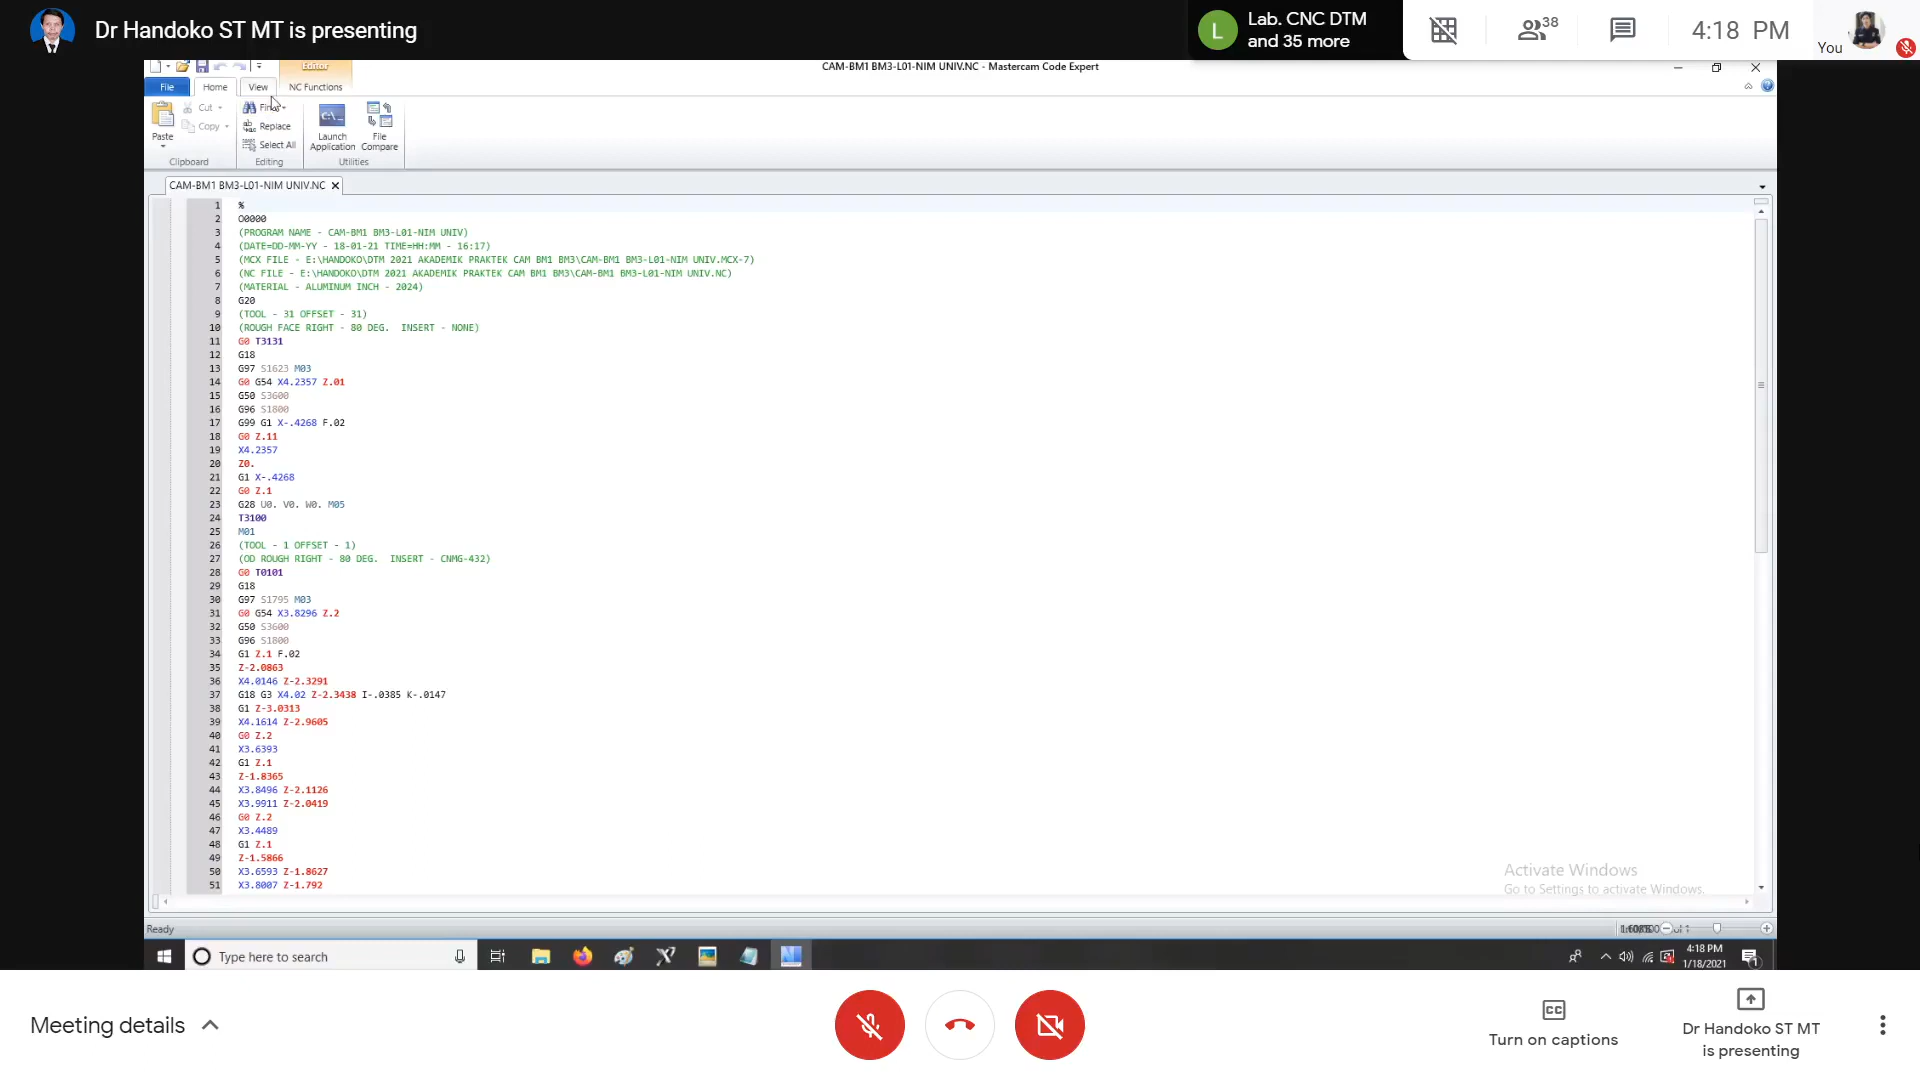 Dr Handoko ST MT is presenting
L
Lab. CNC DTM
and 35 more
38
4:18 PM
You
Editor
CAM-BM1 BM3-L01-NIM UNIV.NC - Mastercam Code Expert
File
Home
View
NC Functions
Paste
Cut
Copy
Clipboard
Find
Replace
Select All
Editing
Launch
Application
File
Compare
Utilities
CAM-BM1 BM3-L01-NIM UNIV.NC
1 %
2 O0000
3 (PROGRAM NAME - CAM-BM1 BM3-L01-NIM UNIV)
4 (DATE=DD-MM-YY - 18-01-21 TIME=HH:MM - 16:17)
5 (MCX FILE - E:\HANDOKO\DTM 2021 AKADEMIK PRAKTEK CAM BM1 BM3\CAM-BM1 BM3-L01-NIM UNIV.MCX-7)
6 (NC FILE - E:\HANDOKO\DTM 2021 AKADEMIK PRAKTEK CAM BM1 BM3\CAM-BM1 BM3-L01-NIM UNIV.NC)
7 (MATERIAL - ALUMINUM INCH - 2024)
8 G20
9 (TOOL - 31 OFFSET - 31)
10 (ROUGH FACE RIGHT - 80 DEG.  INSERT - NONE)
11 G0 T3131
12 G18
13 G97 S1623 M03
14 G0 G54 X4.2357 Z.01
15 G50 S3600
16 G96 S1800
17 G99 G1 X-.4268 F.02
18 G0 Z.11
19 X4.2357
20 Z0.
21 G1 X-.4268
22 G0 Z.1
23 G28 U0. V0. W0. M05
24 T3100
25 M01
26 (TOOL - 1 OFFSET - 1)
27 (OD ROUGH RIGHT - 80 DEG.  INSERT - CNMG-432)
28 G0 T0101
29 G18
30 G97 S1795 M03
31 G0 G54 X3.8296 Z.2
32 G50 S3600
33 G96 S1800
34 G1 Z.1 F.02
35 Z-2.0863
36 X4.0146 Z-2.3291
37 G18 G3 X4.02 Z-2.3438 I-.0385 K-.0147
38 G1 Z-3.0313
39 X4.1614 Z-2.9605
40 G0 Z.2
41 X3.6393
42 G1 Z.1
43 Z-1.8365
44 X3.8496 Z-2.1126
45 X3.9911 Z-2.0419
46 G0 Z.2
47 X3.4489
48 G1 Z.1
49 Z-1.5866
50 X3.6593 Z-1.8627
51 X3.8007 Z-1.792
Activate Windows
Go to Settings to activate Windows.
Ready
Type here to search
4:18 PM
1/18/2021
1
Meeting details
CC
Turn on captions
Dr Handoko ST MT
is presenting